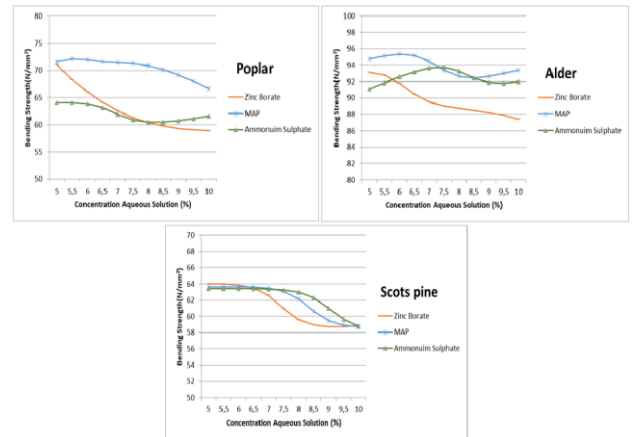 80
75
70
65
60
55
50
Bending Strength(N/mm²)
5 5,5 6 6,5 7 7,5 8 8,5 9 9,5 10
Concentration Aqueous Solution (%)
Poplar
Zinc Borate
MAP
Ammonuim Sulphate
100
98
96
94
92
90
88
86
84
82
80
Bending Strength(N/mm²)
5 5,5 6 6,5 7 7,5 8 8,5 9 9,5 10
Concentration Aqueous Solution (%)
Alder
Zinc Borate
MAP
Ammonuim Sulphate
70
68
66
64
62
60
58
56
54
52
50
Bending Strength(N/mm²)
5 5,5 6 6,5 7 7,5 8 8,5 9 9,5 10
Concentration Aqueous Solution (%)
Scots pine
Zinc Borate
MAP
Ammonuim Sulphate